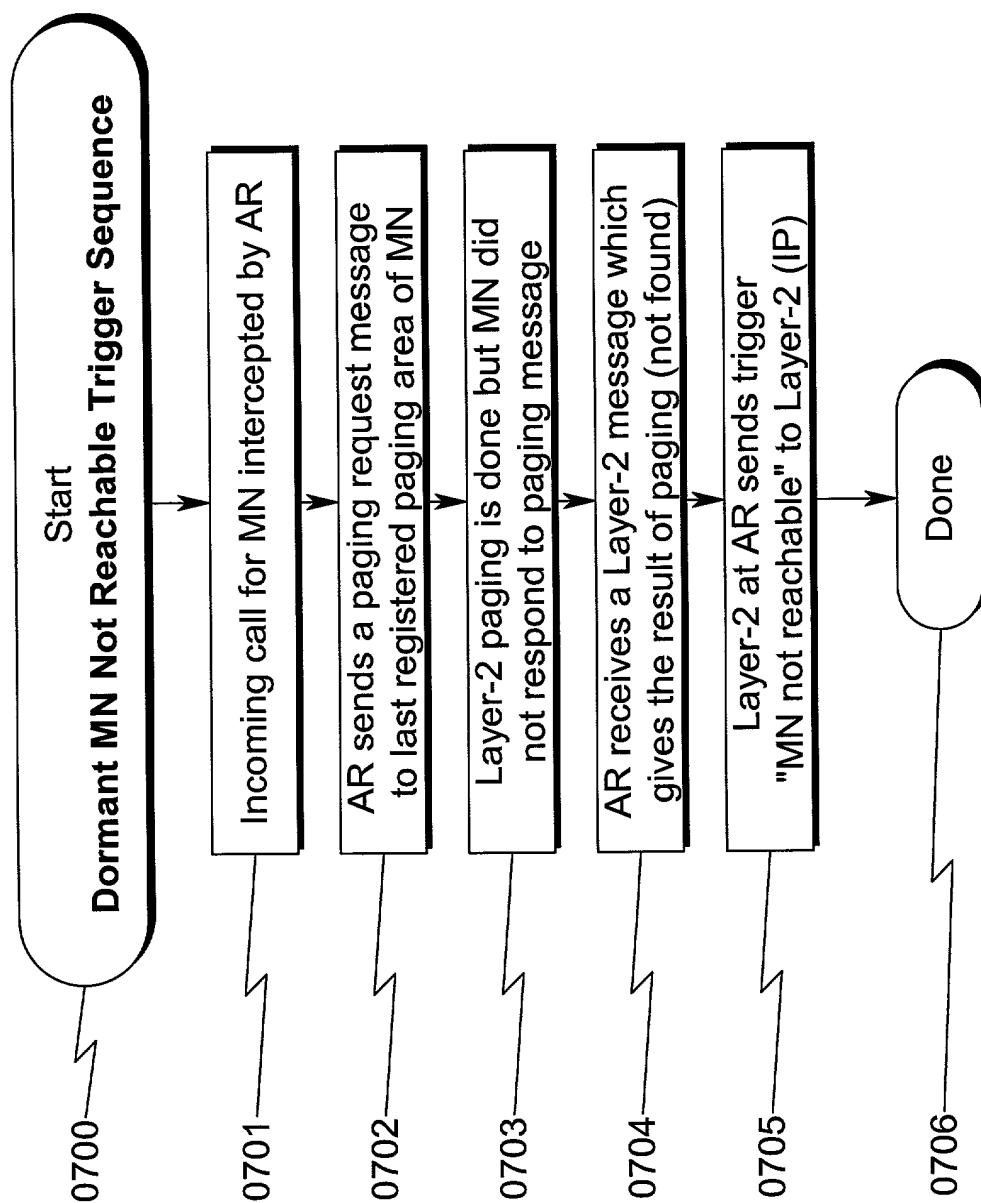 Start
Dormant MN Not Reachable Trigger Sequence
0700
Incoming call for MN intercepted by AR
0701
AR sends a paging request message
to last registered paging area of MN
0702
Layer-2 paging is done but MN did
not respond to paging message
0703
AR receives a Layer-2 message which
gives the result of paging (not found)
0704
Layer-2 at AR sends trigger
"MN not reachable" to Layer-2 (IP)
0705
Done
0706